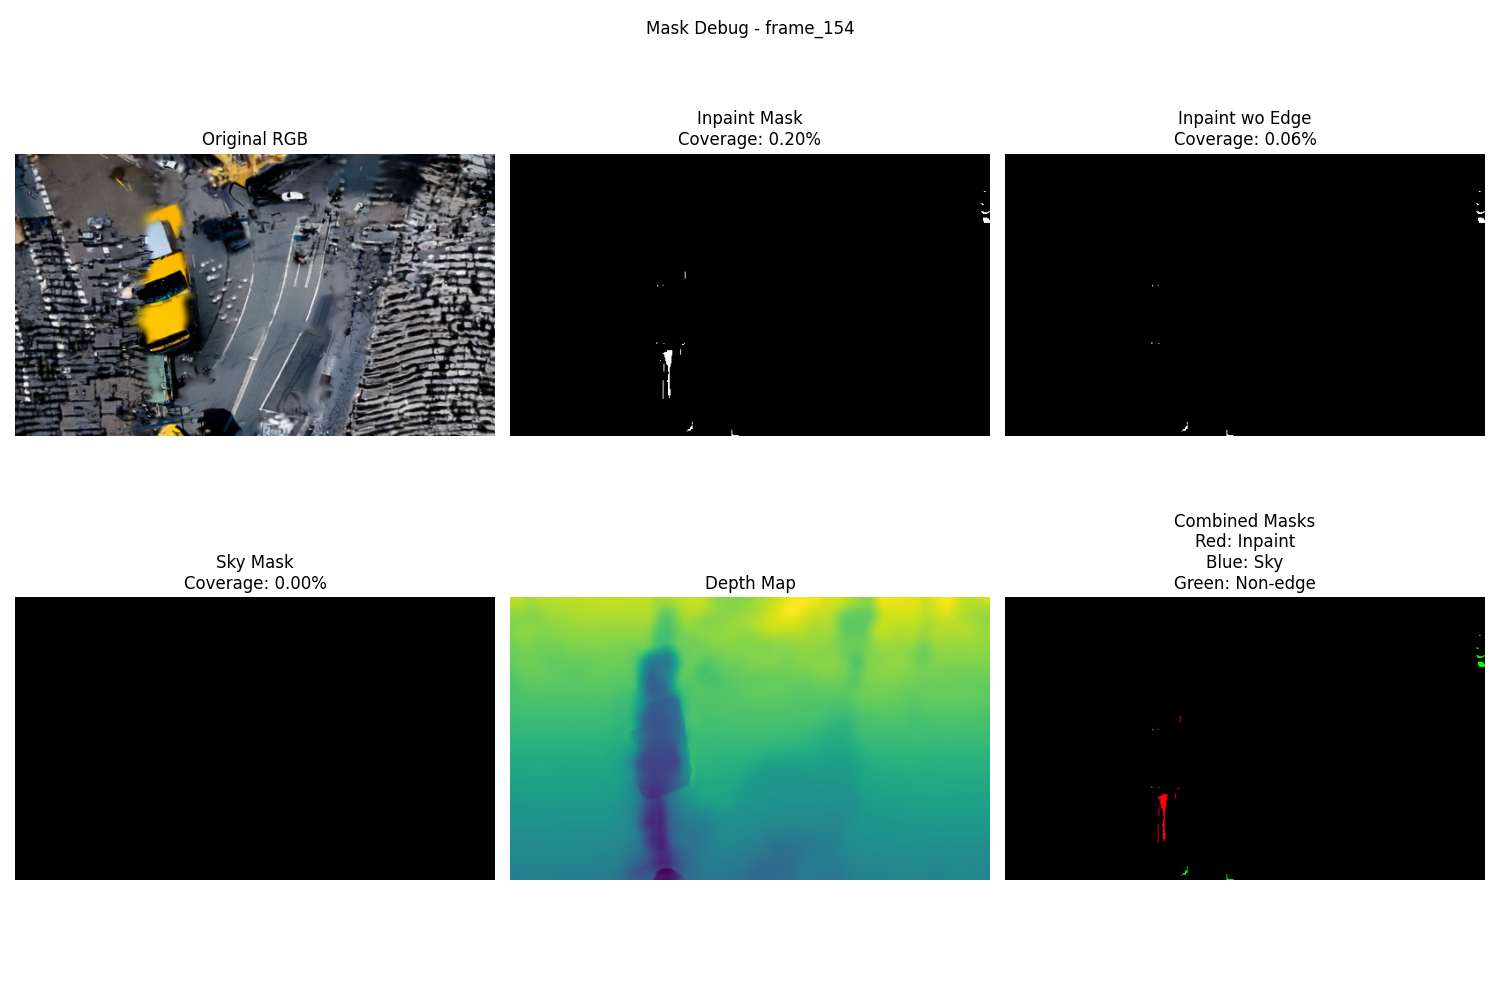 Mask Debug - frame_154
Original RGB
Inpaint Mask
Coverage: 0.20%
Inpaint wo Edge
Coverage: 0.06%
Sky Mask
Coverage: 0.00%
Depth Map
Combined Masks
Red: Inpaint
Blue: Sky
Green: Non-edge